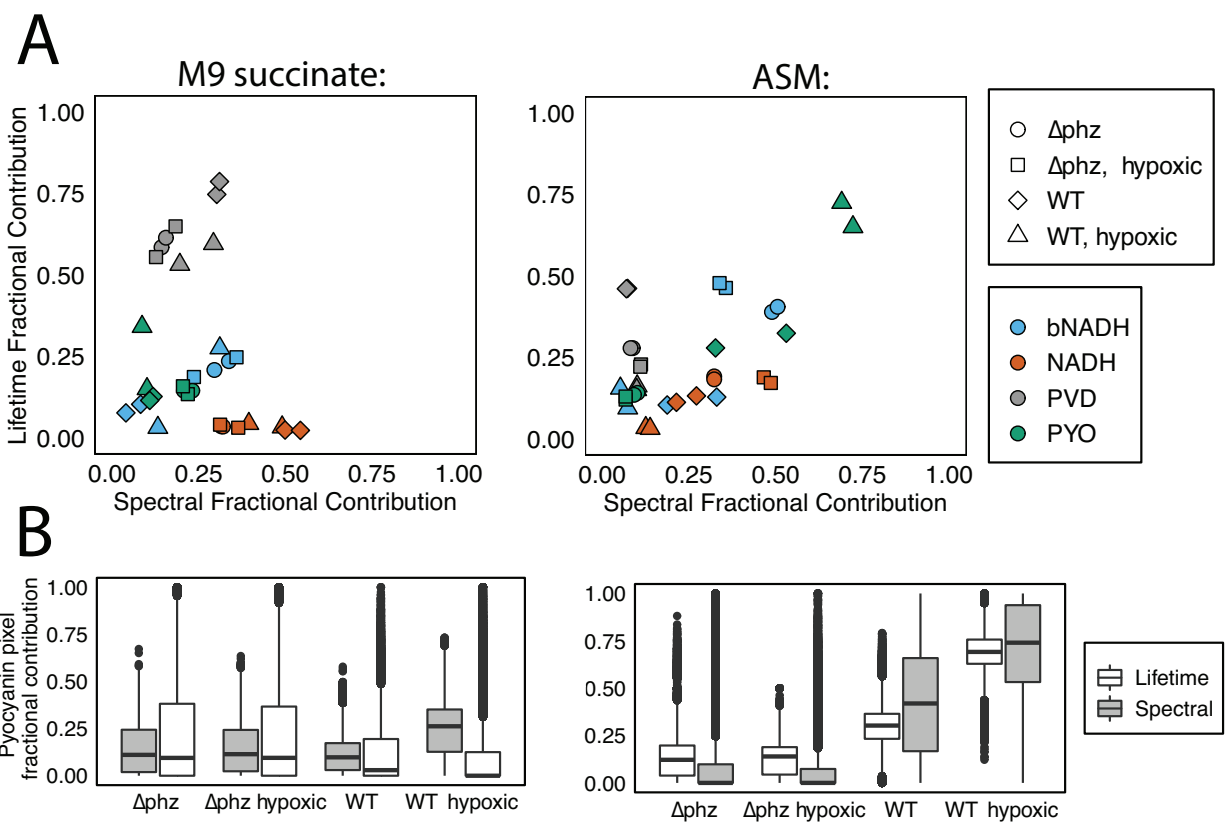 A
M9 succinate:
ASM:
Lifetime Fractional Contribution
1.00
0.75
0.50
0.25
0.00
0.00 0.25 0.50 0.75 1.00
Spectral Fractional Contribution
1.00
0.75
0.50
0.25
0.00
0.00 0.25 0.50 0.75 1.00
Spectral Fractional Contribution
Δphz
Δphz, hypoxic
WT
WT, hypoxic
bNADH
NADH
PVD
PYO
B
Pyocyanin pixel
fractional contribution
1.00
0.75
0.50
0.25
0.00
Δphz Δphz hypoxic WT WT hypoxic
1.00
0.75
0.50
0.25
0.00
Δphz Δphz hypoxic WT WT hypoxic
Lifetime
Spectral